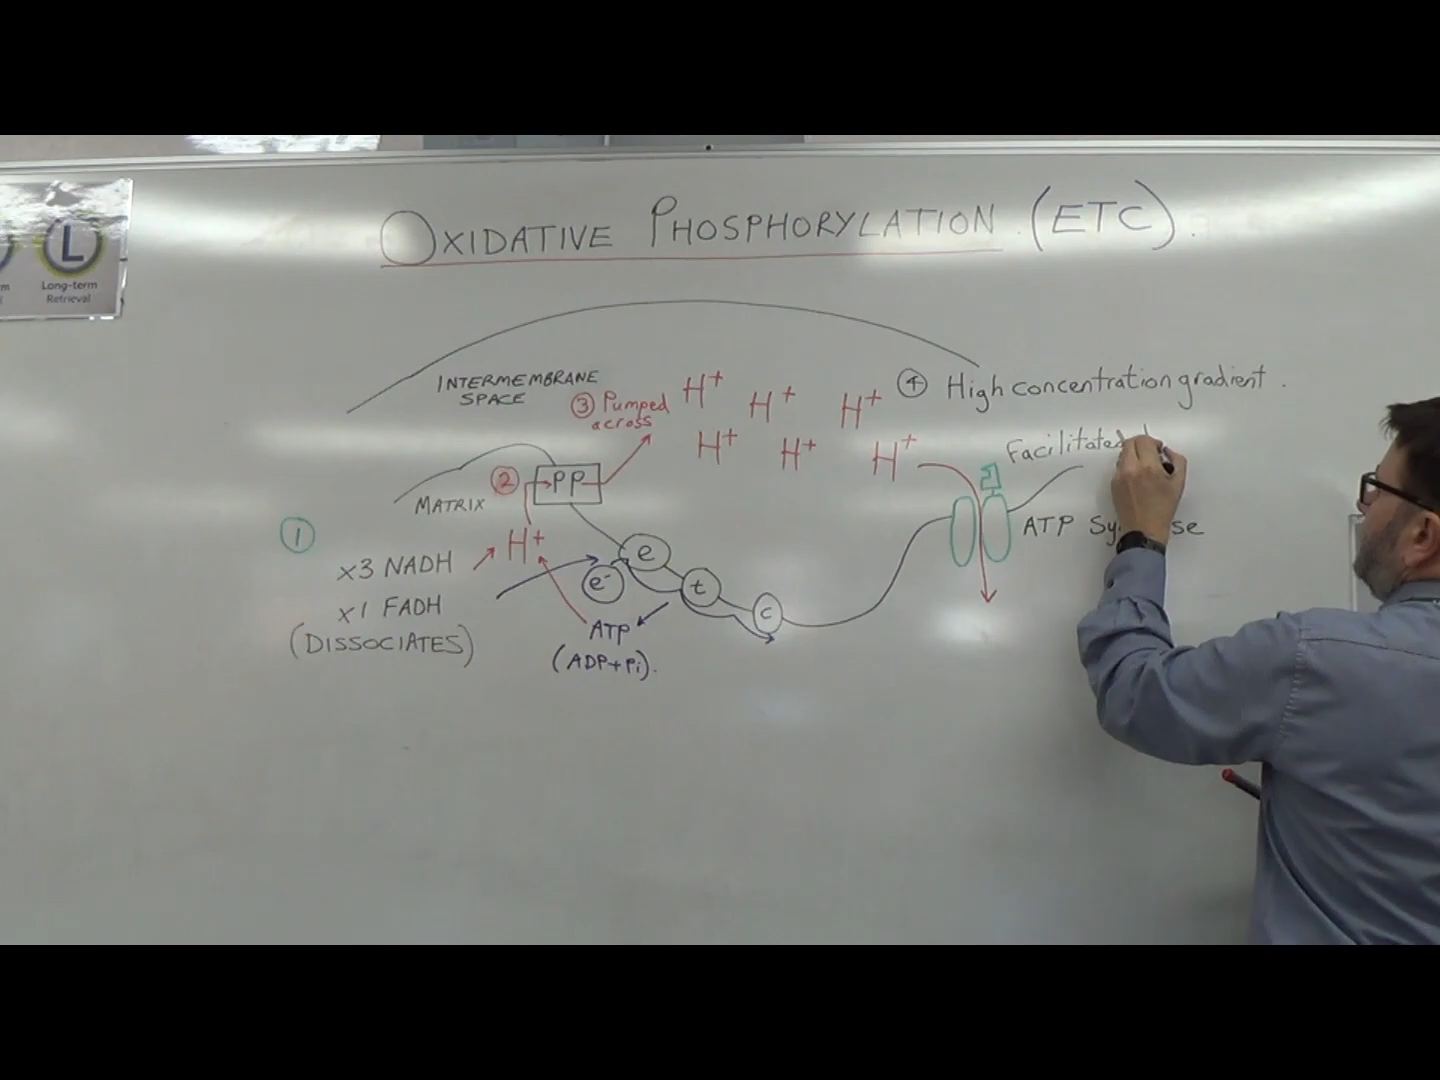 OXIDATIVE PHOSPHORYLATION (ETC).
Long-term
Retrieval
L
INTERMEMBRANE
SPACE
③ Pumped
across
H+ H+ H+
H+ H+ H+
④ High concentration gradient.
Facilitated
② PP
MATRIX
①
H+
x3 NADH
x1 FADH
(DISSOCIATES)
e
e-
t
c
ATP
(ADP+Pi).
ATP